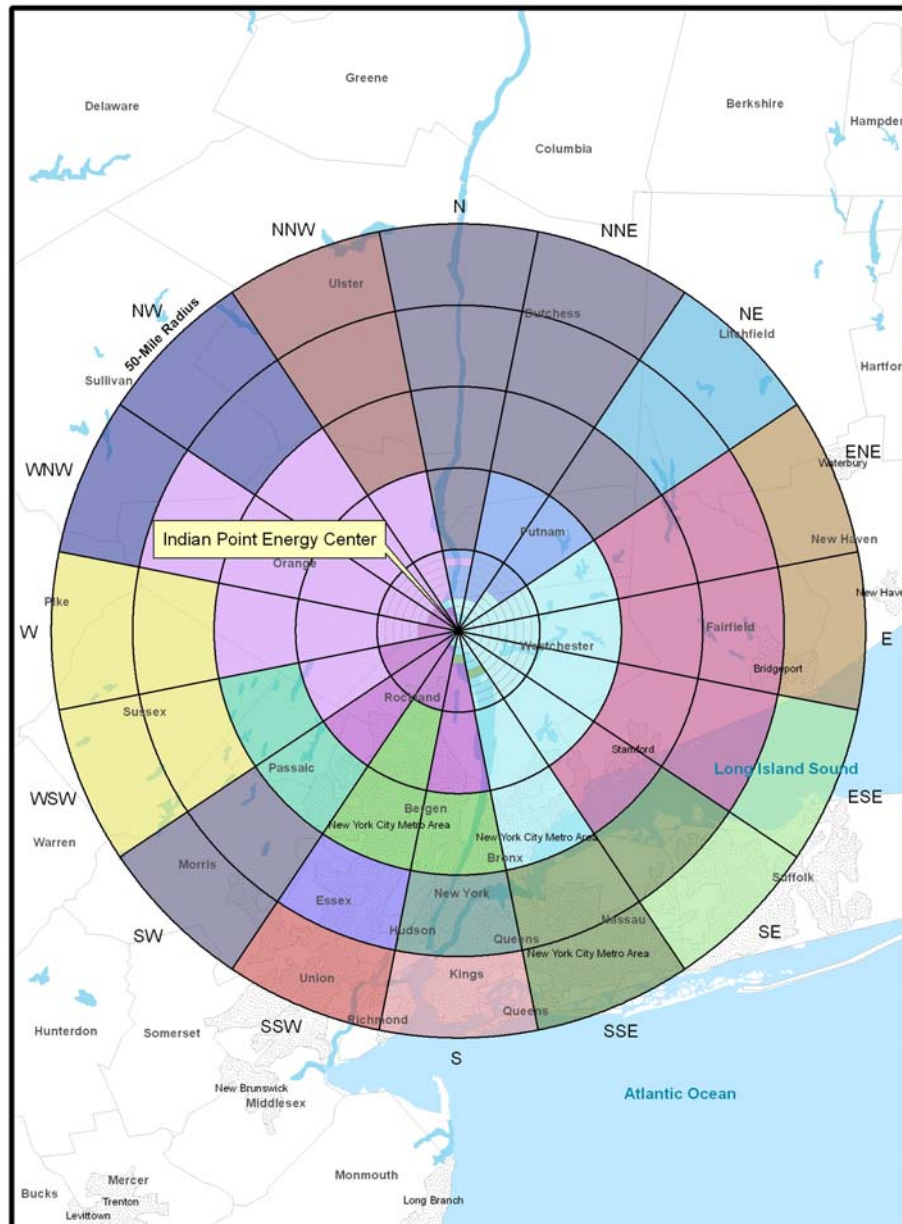 Greene
Delaware
Berkshire
Hampden
Columbia
N
NNW
NNE
Ulster
NW
50-Mile Radius
Dutchess
NE
Litchfield
Sullivan
Hartford
WNW
ENE
Waterbury
Indian Point Energy Center
Putnam
New Haven
Orange
Pike
New Haven
W
Fairfield
E
Westchester
Bridgeport
Rockland
Sussex
Stamford
Passaic
Long Island Sound
WSW
ESE
Bergen
New York City Metro Area
New York City Metro Area
Warren
Bronx
Morris
Suffolk
New York
Essex
Nassau
SW
Hudson
Queens
SE
New York City Metro Area
Union
Kings
Richmond
Queens
SSW
SSE
Hunterdon
Somerset
S
New Brunswick
Middlesex
Atlantic Ocean
Monmouth
Mercer
Bucks
Trenton
Long Branch
Levittown